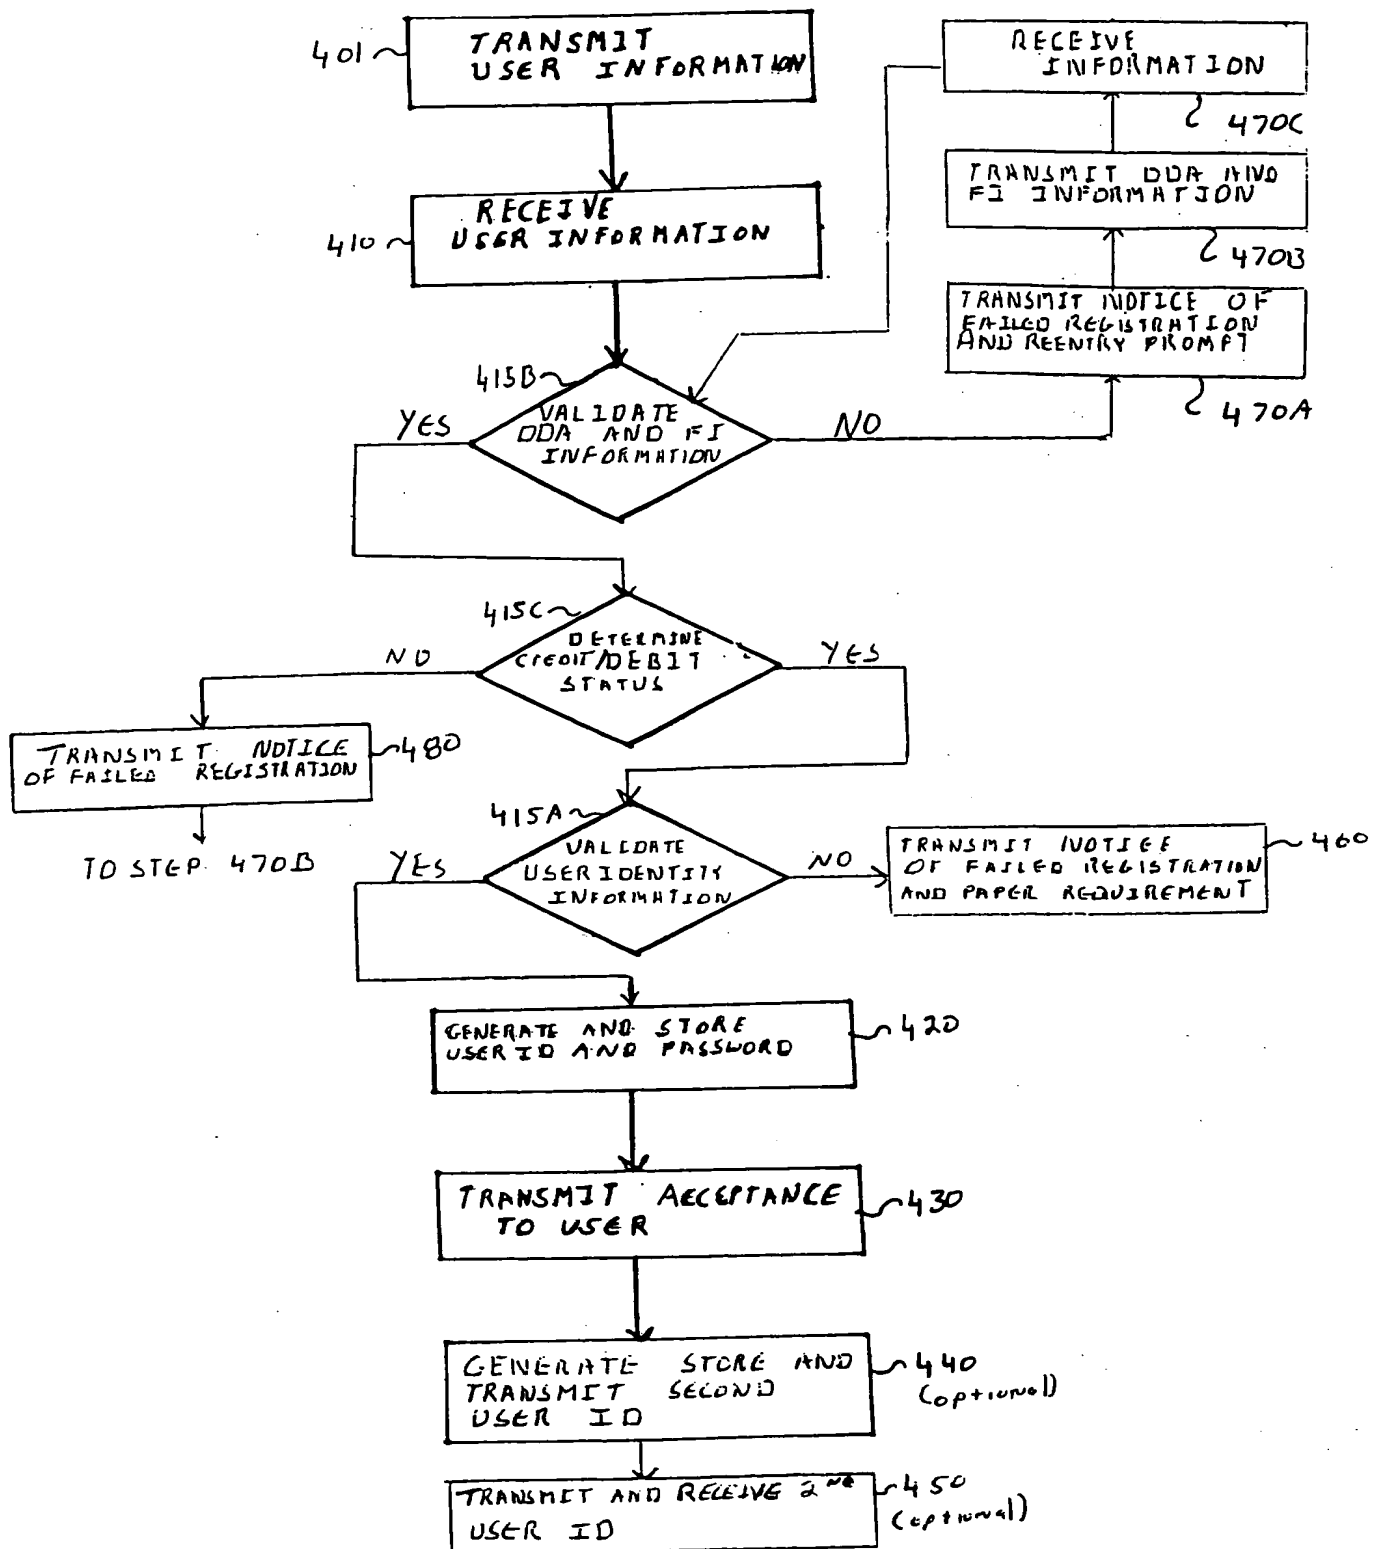 401
TRANSMIT
USER INFORMATION
RECEIVE
INFORMATION
470C
TRANSMIT DDA AND
FI INFORMATION
470B
TRANSMIT NOTICE OF
FAILED REGISTRATION
AND REENTRY PROMPT
470A
410
RECEIVE
USER INFORMATION
415B
VALIDATE
DDA AND FI
INFORMATION
YES
NO
415C
DETERMINE
CREDIT/DEBIT
STATUS
NO
YES
TRANSMIT NOTICE
OF FAILED REGISTRATION
480
TO STEP 470B
415A
VALIDATE
USER IDENTITY
INFORMATION
YES
NO
TRANSMIT NOTICE
OF FAILED REGISTRATION
AND PAPER REQUIREMENT
460
GENERATE AND STORE
USER ID AND PASSWORD
420
TRANSMIT ACCEPTANCE
TO USER
430
GENERATE STORE AND
TRANSMIT SECOND
USER ID
440
(optional)
TRANSMIT AND RECEIVE 2ND
USER ID
450
(optional)